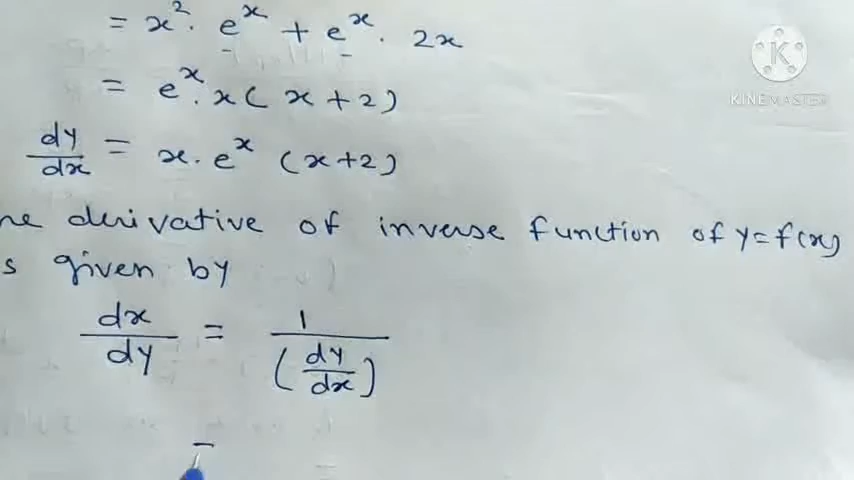 = x². eˣ + eˣ. 2x
KINEMASTER
= eˣ. x ( x + 2)
dy/dx = x. eˣ (x+2)
derivative of inverse function of y=f(x)
given by
dx/dy = 1/(dy/dx)
=